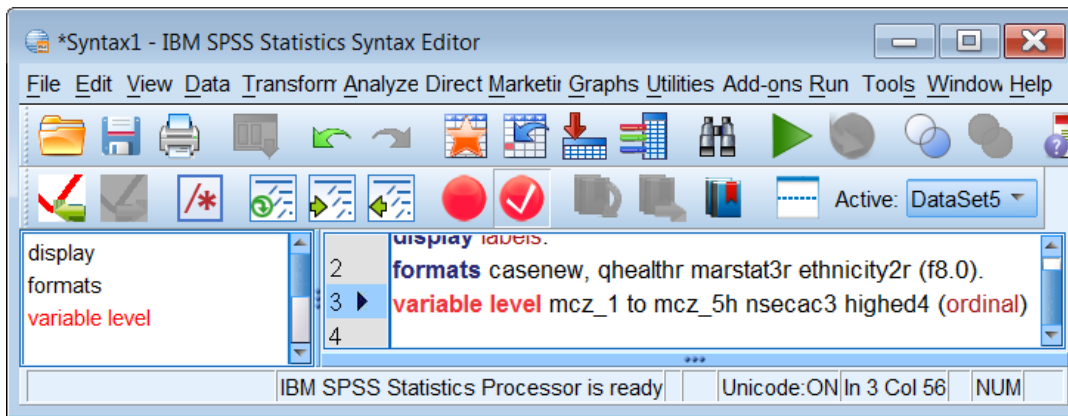 *Syntax1 - IBM SPSS Statistics Syntax Editor
File Edit View Data Transform Analyze Direct Marketi Graphs Utilities Add-ons Run Tools Window Help
Active: DataSet5
display
formats
variable level
display labels.
2 formats casenew, qhealthr marstat3r ethnicity2r (f8.0).
3 variable level mcz_1 to mcz_5h nsecac3 highed4 (ordinal)
4
IBM SPSS Statistics Processor is ready Unicode:ON In 3 Col 56 NUM